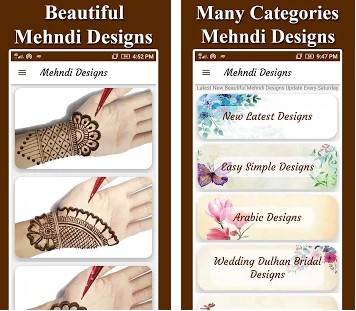 Beautiful
Mehndi Designs
4:52 PM
Mehndi Designs
Many Categories
Mehndi Designs
9:47 PM
Mehndi Designs
Latest New Beautiful Mehndi Designs Update Every Saturday
New Latest Designs
Easy Simple Designs
Arabic Designs
Wedding Dulhan Bridal
Designs